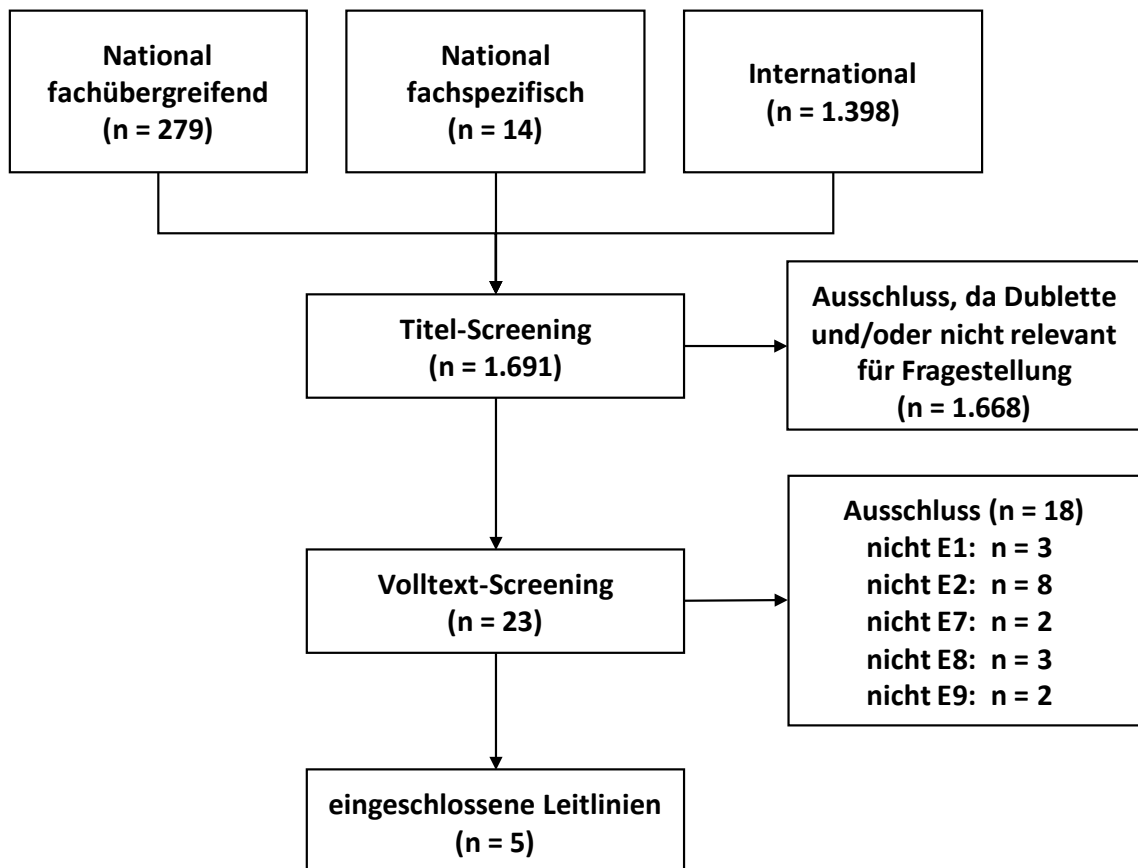 National
fachübergreifend
(n = 279)
National
fachspezifisch
(n = 14)
International
(n = 1.398)
Titel-Screening
(n = 1.691)
Ausschluss, da Dublette
und/oder nicht relevant
für Fragestellung
(n = 1.668)
Volltext-Screening
(n = 23)
Ausschluss (n = 18)
nicht E1: n = 3
nicht E2: n = 8
nicht E7: n = 2
nicht E8: n = 3
nicht E9: n = 2
eingeschlossene Leitlinien
(n = 5)